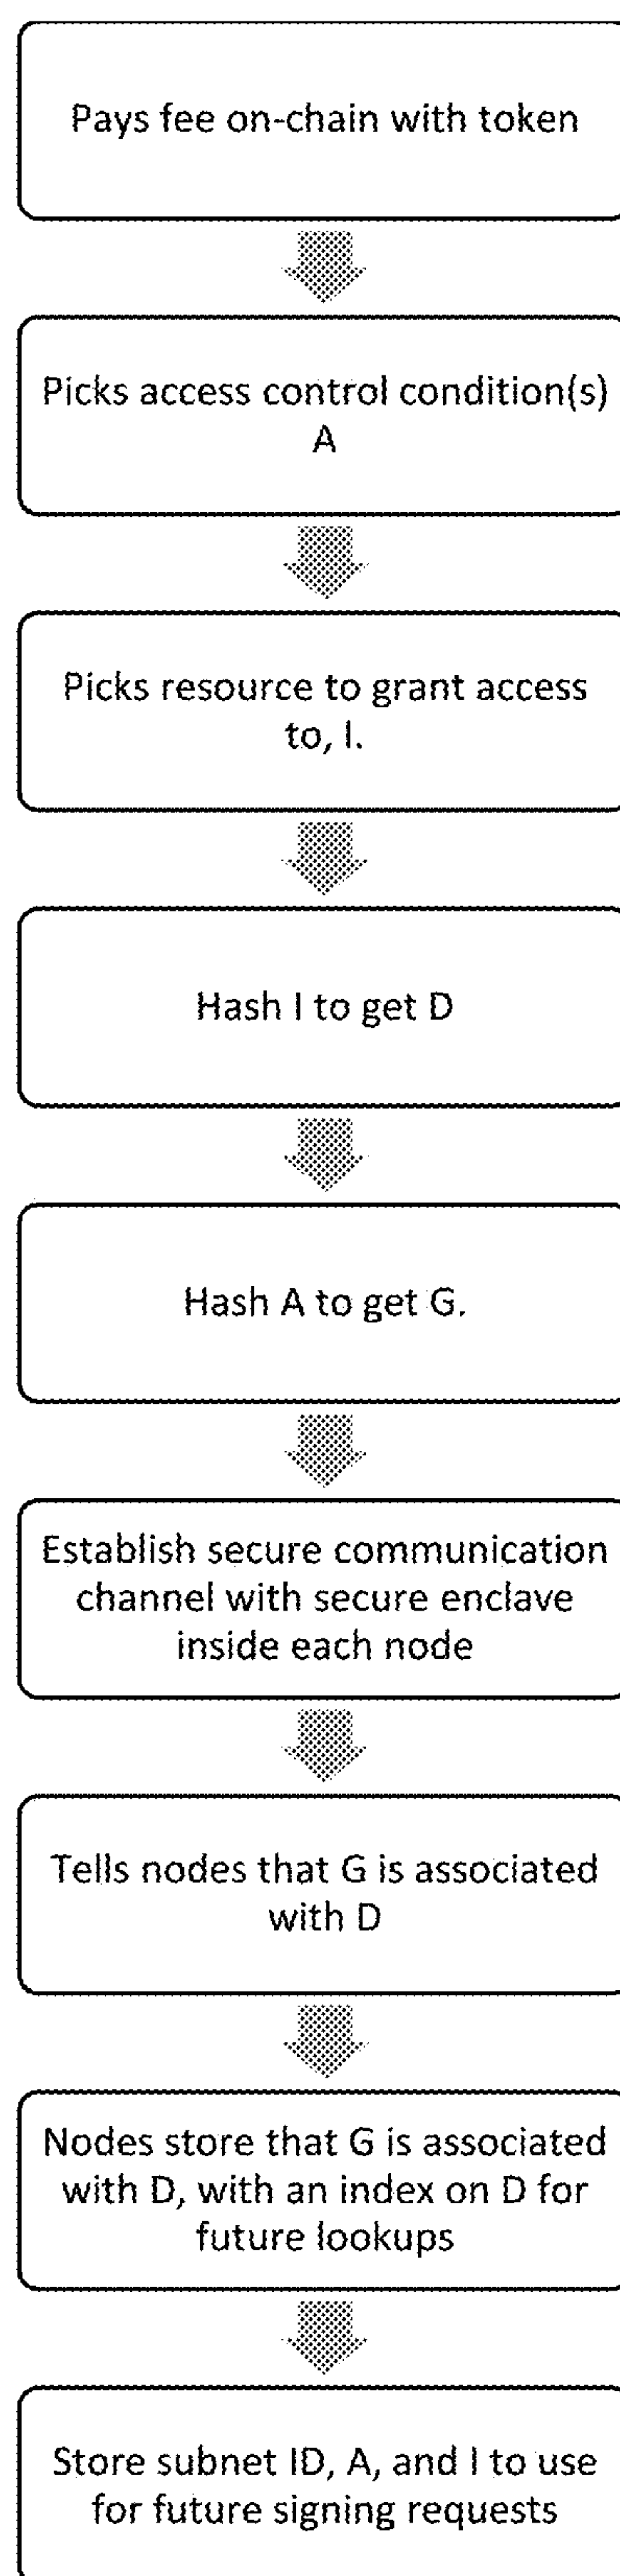 Pays fee on-chain with token
Picks access control condition(s)
A
Picks resource to grant access
to, I.
Hash I to get D
Hash A to get G.
Establish secure communication
channel with secure enclave
inside each node
Tells nodes that G is associated
with D
Nodes store that G is associated
with D, with an index on D for
future lookups
Store subnet ID, A, and I to use
for future signing requests